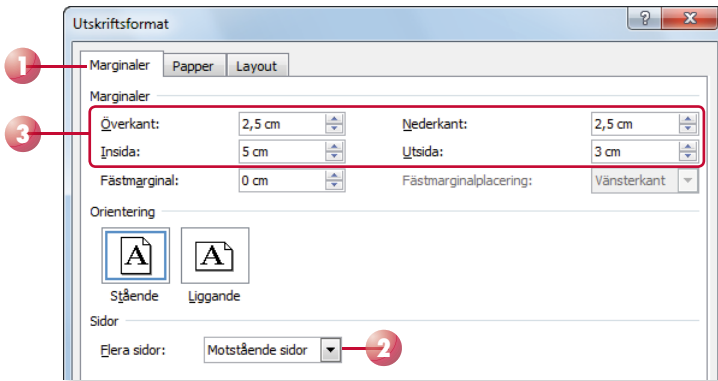 Utskriftsformat
? X
1
Marginaler Papper Layout
Marginaler
3
Överkant: 2,5 cm Nederkant: 2,5 cm
Insida: 5 cm Utsida: 3 cm
Fästmarginal: 0 cm Fästmarginalplacering: Vänsterkant
Orientering
A A
Stående Liggande
Sidor
Flera sidor: Motstående sidor 2